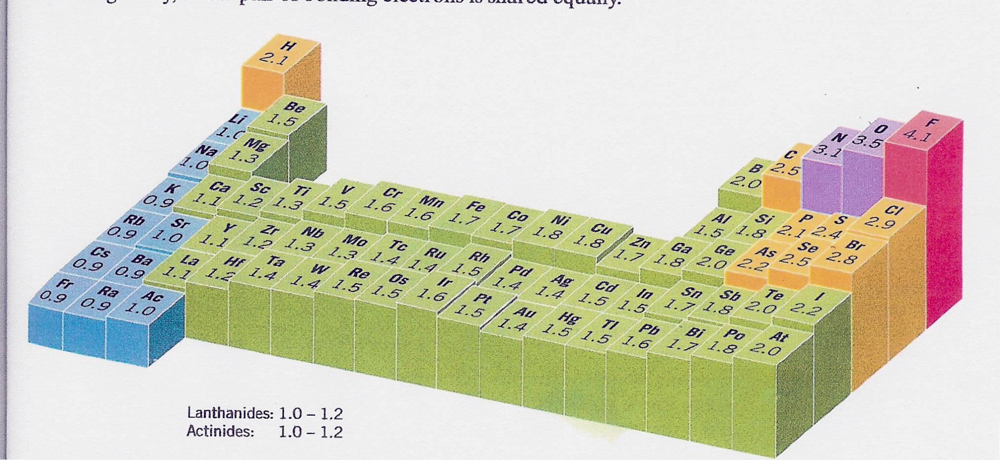 pair of bonding electrons is shared equally.
H
2.1
Li Be B C N O F
1.0 1.5 2.0 2.5 3.1 3.5 4.1
Na Mg Al Si P S Cl
1.0 1.3 1.5 1.8 2.1 2.4 2.9
K Ca Sc Ti V Cr Mn Fe Co Ni Cu Zn Ga Ge As Se Br
0.9 1.1 1.2 1.3 1.5 1.6 1.6 1.7 1.7 1.8 1.8 1.7 1.8 2.0 2.2 2.5 2.8
Rb Sr Y Zr Nb Mo Tc Ru Rh Pd Ag Cd In Sn Sb Te I
0.9 1.0 1.1 1.2 1.3 1.3 1.4 1.4 1.5 1.4 1.4 1.5 1.5 1.7 1.8 2.0 2.2
Cs Ba La Hf Ta W Re Os Ir Pt Au Hg Tl Pb Bi Po At
0.9 0.9 1.1 1.2 1.4 1.4 1.5 1.5 1.6 1.5 1.4 1.5 1.5 1.6 1.7 1.8 2.0
Fr Ra Ac
0.9 0.9 1.0
Lanthanides: 1.0 – 1.2
Actinides: 1.0 – 1.2